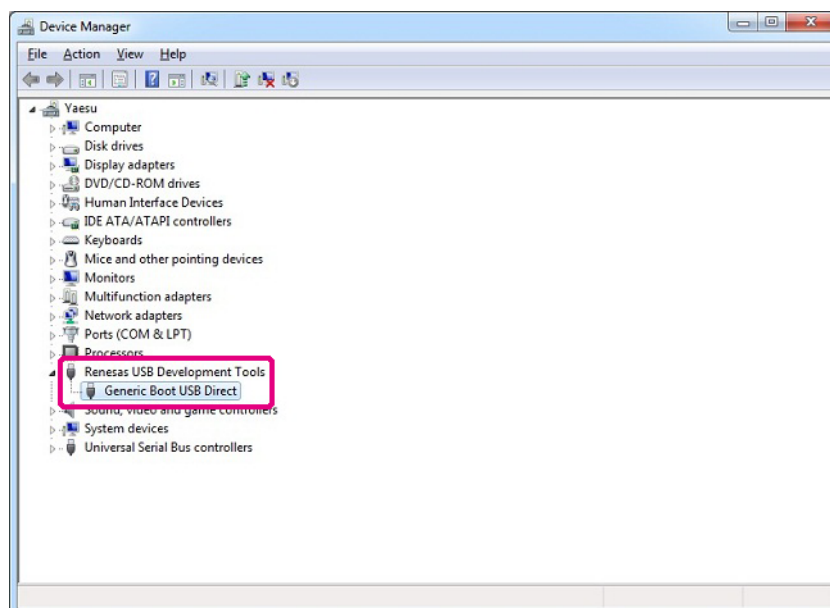 Device Manager
File Action View Help
Yaesu
Computer
Disk drives
Display adapters
DVD/CD-ROM drives
Human Interface Devices
IDE ATA/ATAPI controllers
Keyboards
Mice and other pointing devices
Monitors
Multifunction adapters
Network adapters
Ports (COM & LPT)
Processors
Renesas USB Development Tools
Generic Boot USB Direct
Sound, video and game controllers
System devices
Universal Serial Bus controllers